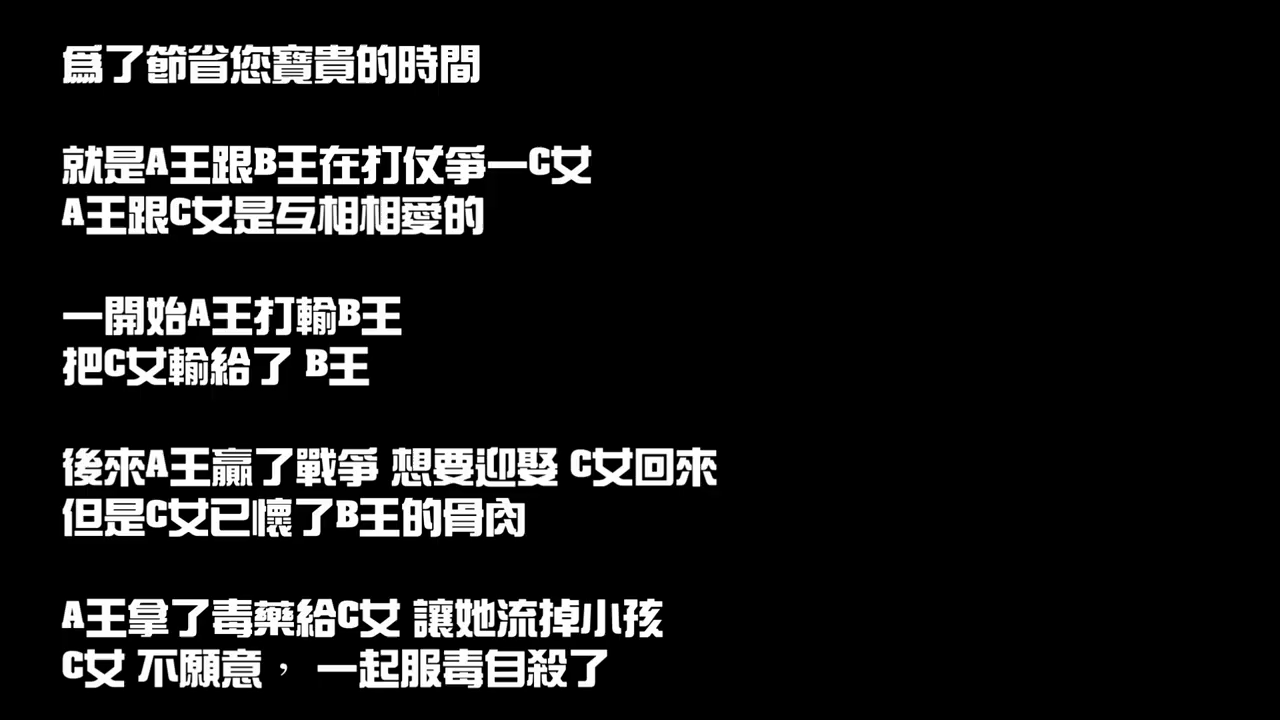 為了節省您寶貴的時間
就是A王跟B王在打仗爭一C女
A王跟C女是互相相愛的
一開始A王打輸B王
把C女輸給了 B王
後來A王贏了戰爭 想要迎娶 C女回來
但是C女已懷了B王的骨肉
A王拿了毒藥給C女 讓她流掉小孩
C女 不願意， 一起服毒自殺了